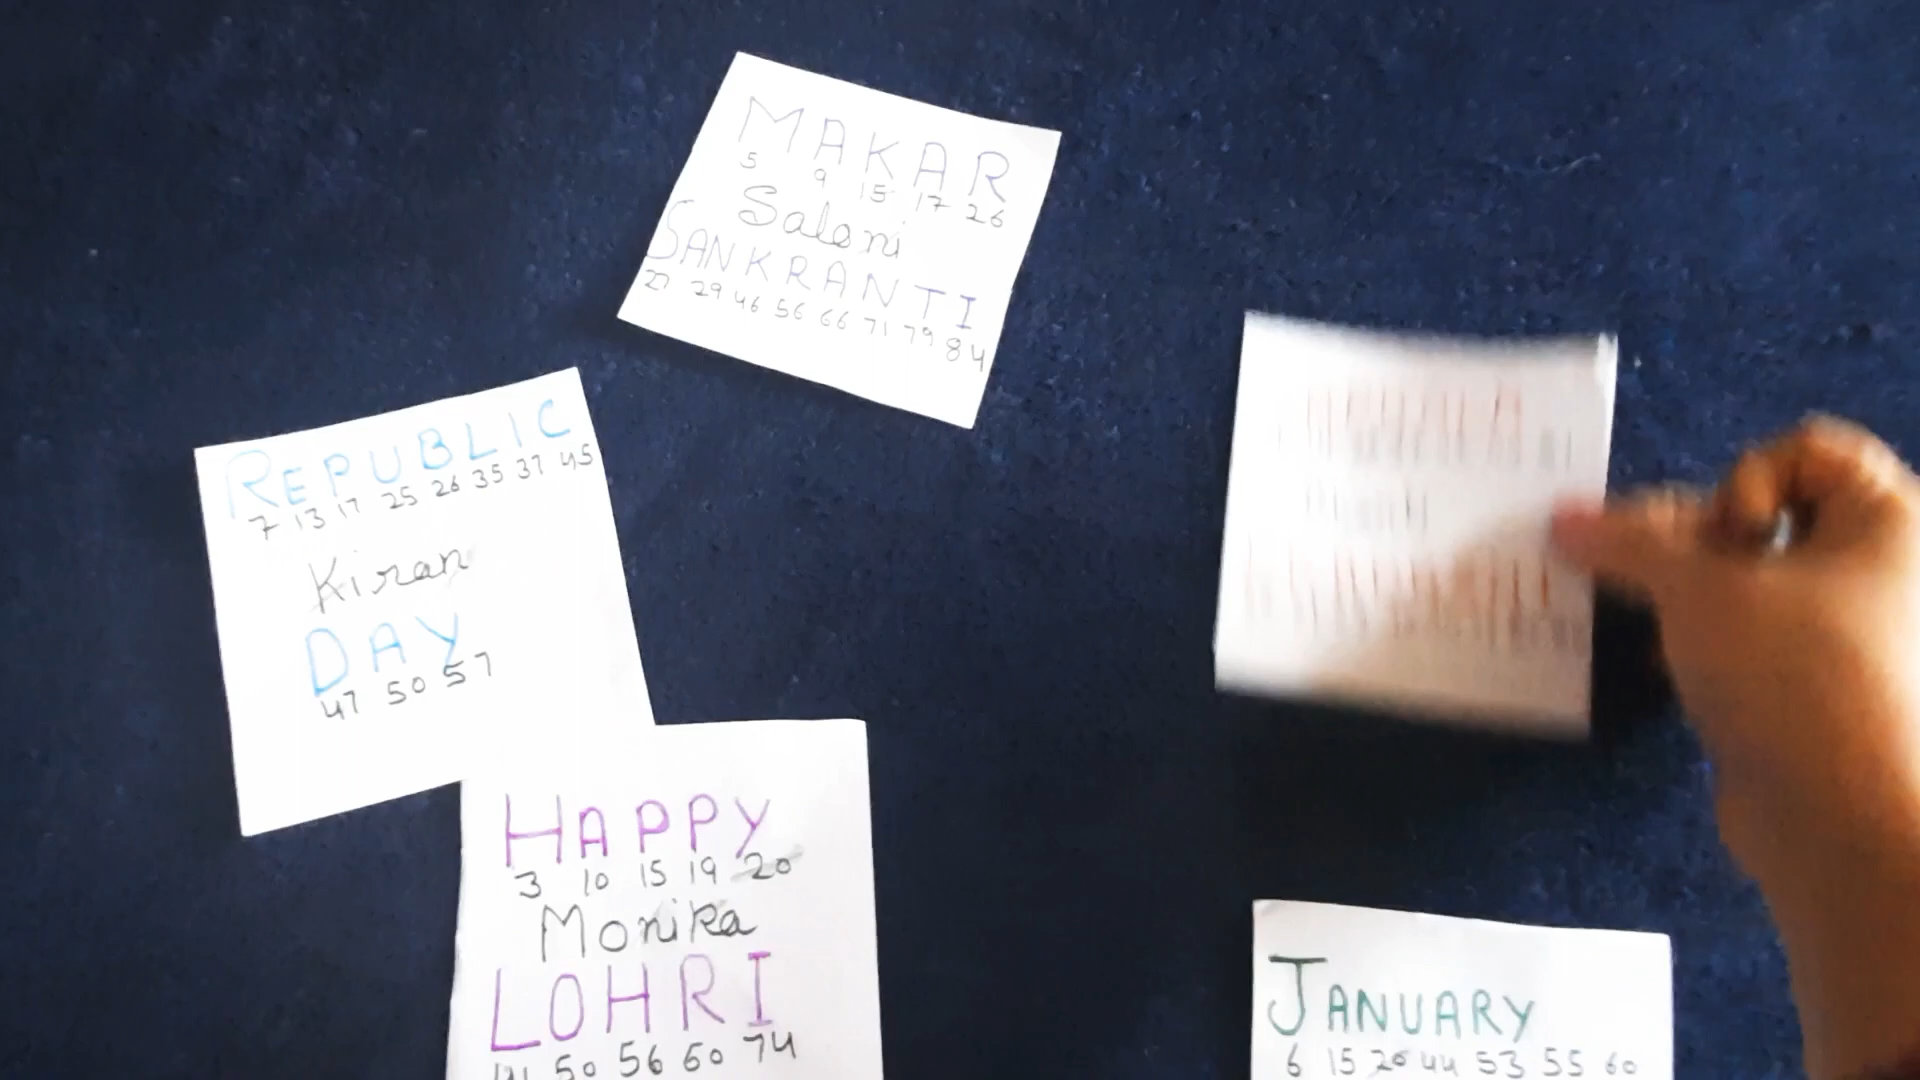 MAKAR
5 9 15 17 26
Saloni
SANKRANTI
27 29 46 56 66 71 79 84
REPUBLIC
7 13 17 25 26 35 37 45
Kiran
DAY
47 50 57
HAPPY
3 10 15 19 20
Monika
LOHRI
50 56 60 74
JANUARY
6 15 20 44 53 55 60